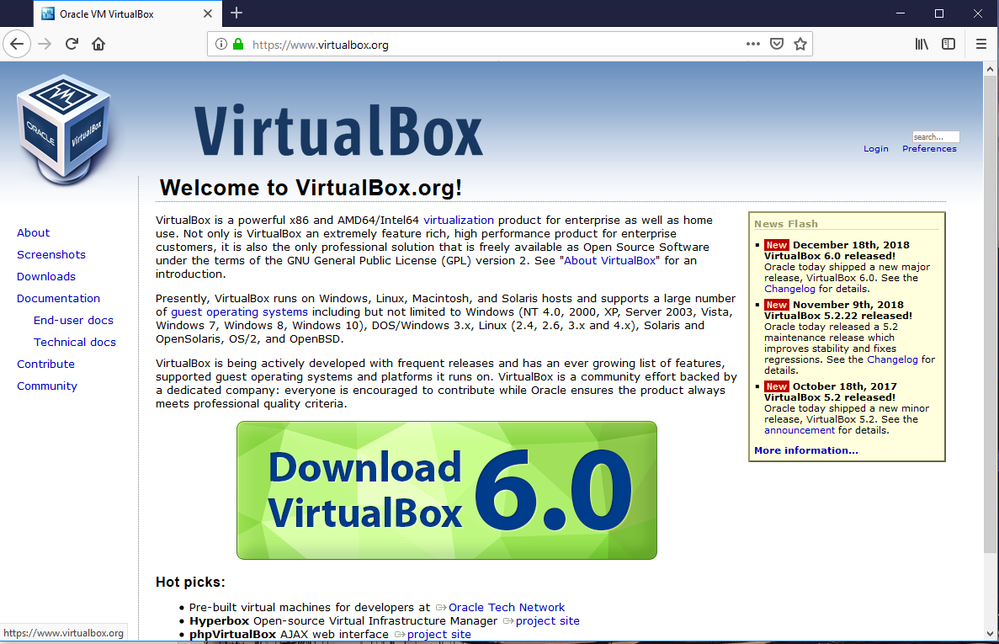 Oracle VM VirtualBox
https://www.virtualbox.org
ORACLE
VirtualBox
VirtualBox
search...
Login Preferences
Welcome to VirtualBox.org!
About
Screenshots
Downloads
Documentation
End-user docs
Technical docs
Contribute
Community
VirtualBox is a powerful x86 and AMD64/Intel64 virtualization product for enterprise as well as home
use. Not only is VirtualBox an extremely feature rich, high performance product for enterprise
customers, it is also the only professional solution that is freely available as Open Source Software
under the terms of the GNU General Public License (GPL) version 2. See "About VirtualBox" for an
introduction.
Presently, VirtualBox runs on Windows, Linux, Macintosh, and Solaris hosts and supports a large number
of guest operating systems including but not limited to Windows (NT 4.0, 2000, XP, Server 2003, Vista,
Windows 7, Windows 8, Windows 10), DOS/Windows 3.x, Linux (2.4, 2.6, 3.x and 4.x), Solaris and
OpenSolaris, OS/2, and OpenBSD.
VirtualBox is being actively developed with frequent releases and has an ever growing list of features,
supported guest operating systems and platforms it runs on. VirtualBox is a community effort backed by
a dedicated company: everyone is encouraged to contribute while Oracle ensures the product always
meets professional quality criteria.
Download
VirtualBox 6.0
Hot picks:
• Pre-built virtual machines for developers at Oracle Tech Network
• Hyperbox Open-source Virtual Infrastructure Manager project site
• phpVirtualBox AJAX web interface project site
News Flash
New December 18th, 2018
VirtualBox 6.0 released!
Oracle today shipped a new major
release, VirtualBox 6.0. See the
Changelog for details.
New November 9th, 2018
VirtualBox 5.2.22 released!
Oracle today released a 5.2
maintenance release which
improves stability and fixes
regressions. See the Changelog for
details.
New October 18th, 2017
VirtualBox 5.2 released!
Oracle today shipped a new minor
release, VirtualBox 5.2. See the
announcement for details.
More information...
https://www.virtualbox.org